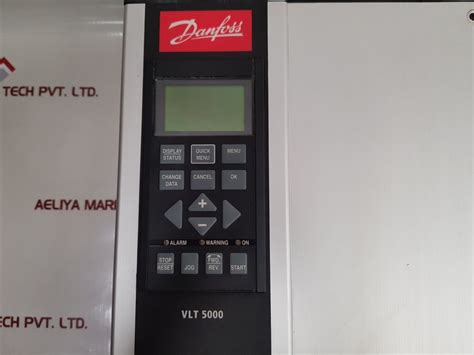 Danfoss
TECH PVT. LTD.
DISPLAY STATUS
QUICK MENU
MENU
CHANGE DATA
CANCEL
OK
AELIYA MARI
+
−
ALARM
WARNING
ON
STOP RESET
JOG
FWD. REV.
START
VLT 5000
TECH PVT. LTD.